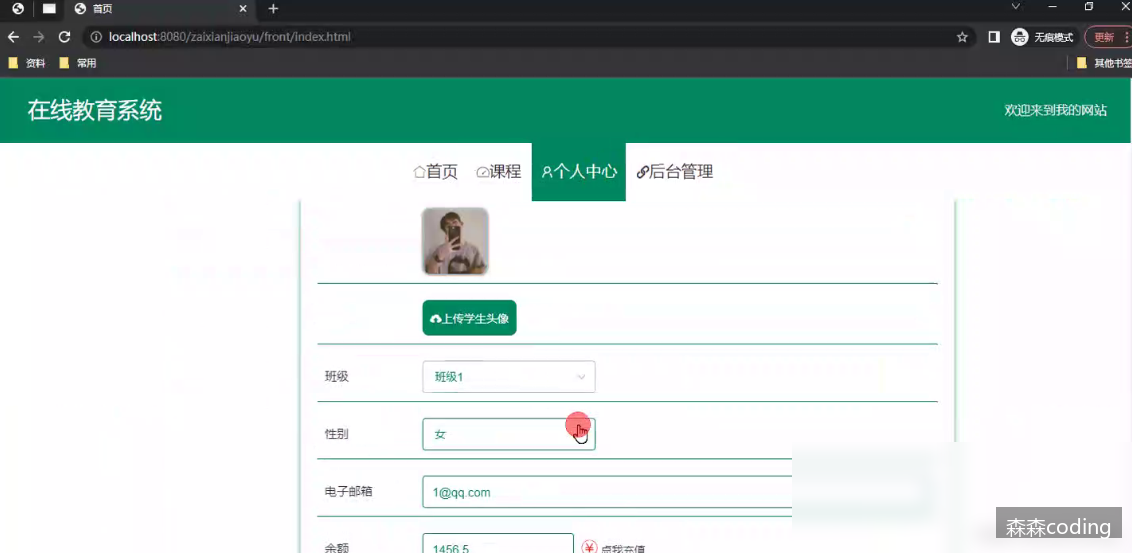 首页
localhost:8080/zaixianjiaoyu/front/index.html
无痕模式
更新
资料
常用
其他书签
在线教育系统
欢迎来到我的网站
首页
课程
个人中心
后台管理
上传学生头像
班级
班级1
性别
女
电子邮箱
1@qq.com
余额
1456.5
点我充值
森森coding